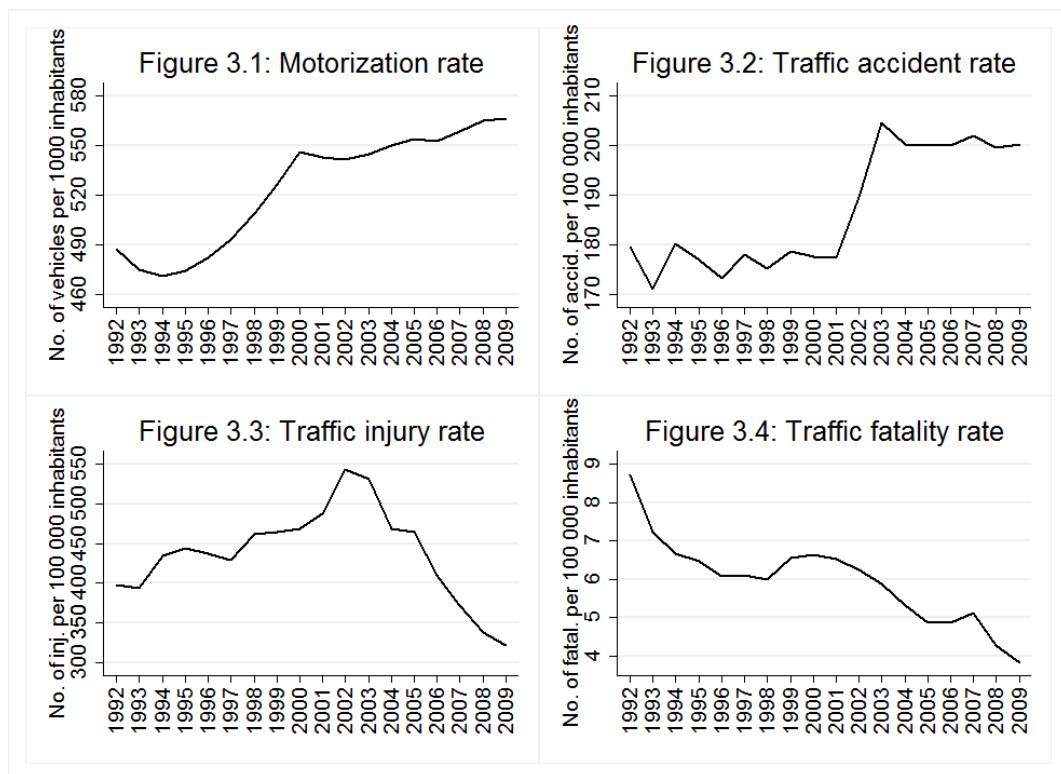 Figure 3.1: Motorization rate
No. of vehicles per 1000 inhabitants
580
550
520
490
460
1992 1993 1994 1995 1996 1997 1998 1999 2000 2001 2002 2003 2004 2005 2006 2007 2008 2009
Figure 3.2: Traffic accident rate
No. of accid. per 100 000 inhabitants
210
200
190
180
170
1992 1993 1994 1995 1996 1997 1998 1999 2000 2001 2002 2003 2004 2005 2006 2007 2008 2009
Figure 3.3: Traffic injury rate
No. of inj. per 100 000 inhabitants
550
500
450
400
350
300
1992 1993 1994 1995 1996 1997 1998 1999 2000 2001 2002 2003 2004 2005 2006 2007 2008 2009
Figure 3.4: Traffic fatality rate
No. of fatal. per 100 000 inhabitants
9
8
7
6
5
4
1992 1993 1994 1995 1996 1997 1998 1999 2000 2001 2002 2003 2004 2005 2006 2007 2008 2009